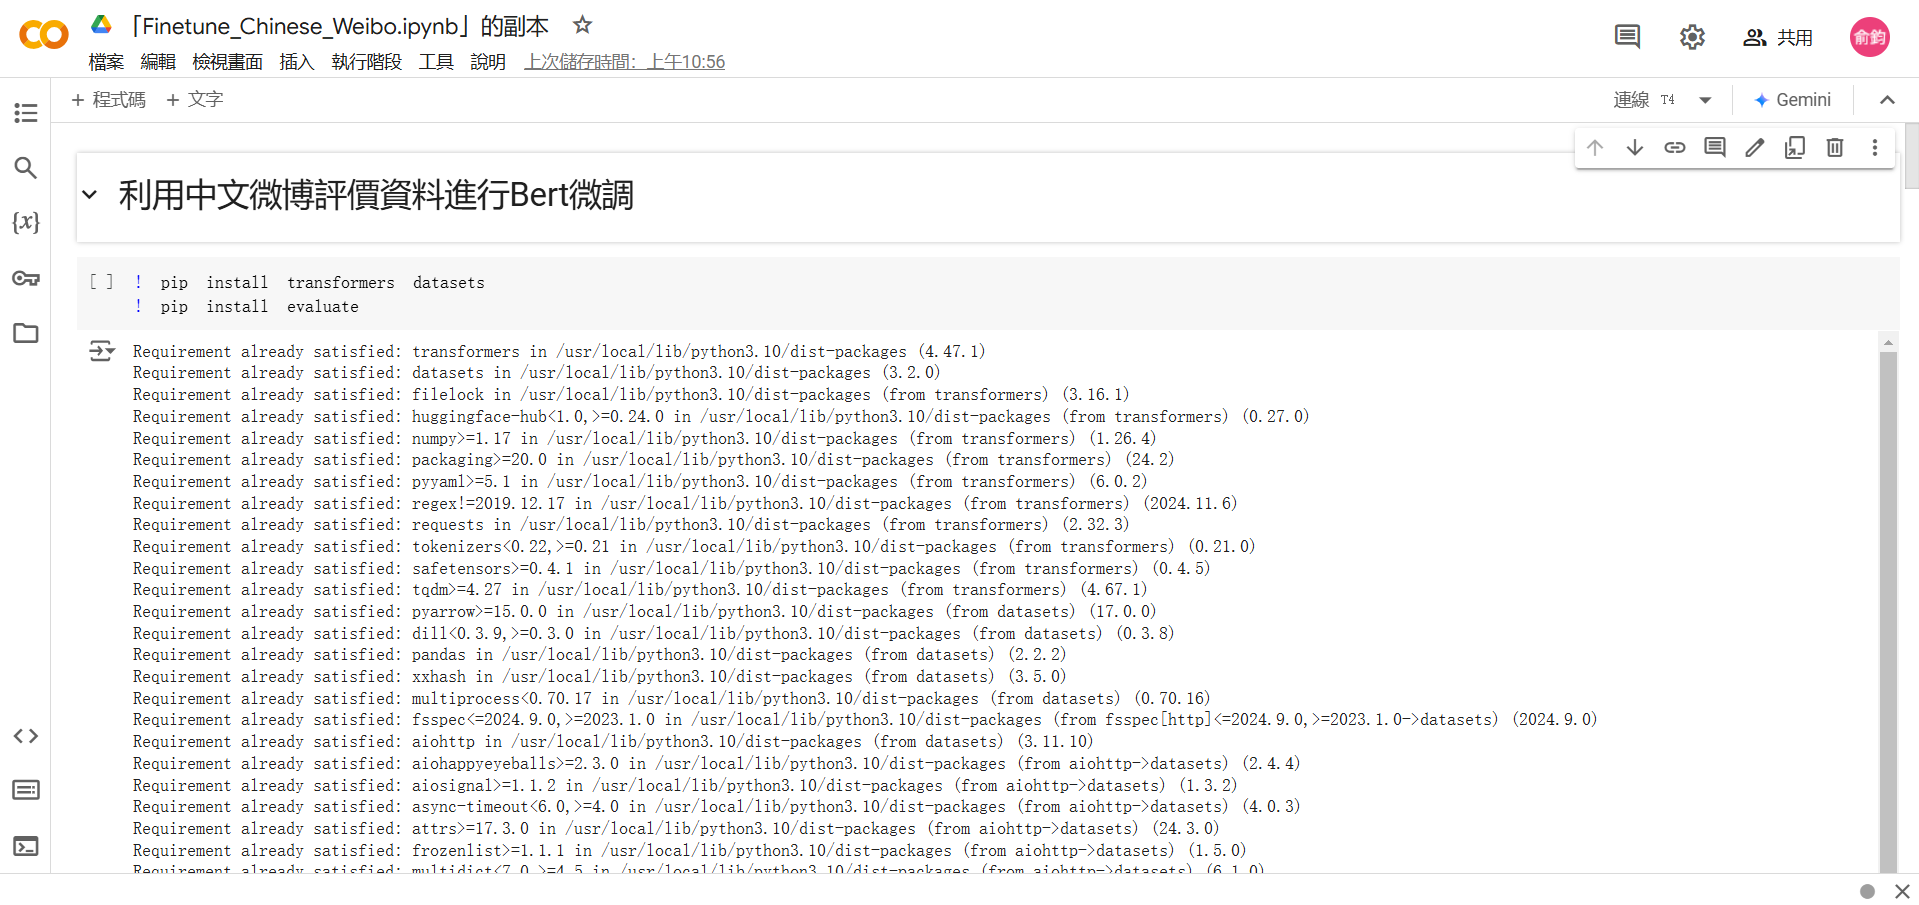 「Finetune_Chinese_Weibo.ipynb」的副本
檔案 編輯 檢視畫面 插入 執行階段 工具 說明 上次儲存時間：上午10:56
共用
俞鈞
+ 程式碼 + 文字
連線 T4
Gemini
利用中文微博評價資料進行Bert微調
[ ] ! pip install transformers datasets
! pip install evaluate
Requirement already satisfied: transformers in /usr/local/lib/python3.10/dist-packages (4.47.1)
Requirement already satisfied: datasets in /usr/local/lib/python3.10/dist-packages (3.2.0)
Requirement already satisfied: filelock in /usr/local/lib/python3.10/dist-packages (from transformers) (3.16.1)
Requirement already satisfied: huggingface-hub<1.0,>=0.24.0 in /usr/local/lib/python3.10/dist-packages (from transformers) (0.27.0)
Requirement already satisfied: numpy>=1.17 in /usr/local/lib/python3.10/dist-packages (from transformers) (1.26.4)
Requirement already satisfied: packaging>=20.0 in /usr/local/lib/python3.10/dist-packages (from transformers) (24.2)
Requirement already satisfied: pyyaml>=5.1 in /usr/local/lib/python3.10/dist-packages (from transformers) (6.0.2)
Requirement already satisfied: regex!=2019.12.17 in /usr/local/lib/python3.10/dist-packages (from transformers) (2024.11.6)
Requirement already satisfied: requests in /usr/local/lib/python3.10/dist-packages (from transformers) (2.32.3)
Requirement already satisfied: tokenizers<0.22,>=0.21 in /usr/local/lib/python3.10/dist-packages (from transformers) (0.21.0)
Requirement already satisfied: safetensors>=0.4.1 in /usr/local/lib/python3.10/dist-packages (from transformers) (0.4.5)
Requirement already satisfied: tqdm>=4.27 in /usr/local/lib/python3.10/dist-packages (from transformers) (4.67.1)
Requirement already satisfied: pyarrow>=15.0.0 in /usr/local/lib/python3.10/dist-packages (from datasets) (17.0.0)
Requirement already satisfied: dill<0.3.9,>=0.3.0 in /usr/local/lib/python3.10/dist-packages (from datasets) (0.3.8)
Requirement already satisfied: pandas in /usr/local/lib/python3.10/dist-packages (from datasets) (2.2.2)
Requirement already satisfied: xxhash in /usr/local/lib/python3.10/dist-packages (from datasets) (3.5.0)
Requirement already satisfied: multiprocess<0.70.17 in /usr/local/lib/python3.10/dist-packages (from datasets) (0.70.16)
Requirement already satisfied: fsspec<=2024.9.0,>=2023.1.0 in /usr/local/lib/python3.10/dist-packages (from fsspec[http]<=2024.9.0,>=2023.1.0->datasets) (2024.9.0)
Requirement already satisfied: aiohttp in /usr/local/lib/python3.10/dist-packages (from datasets) (3.11.10)
Requirement already satisfied: aiohappyeyeballs>=2.3.0 in /usr/local/lib/python3.10/dist-packages (from aiohttp->datasets) (2.4.4)
Requirement already satisfied: aiosignal>=1.1.2 in /usr/local/lib/python3.10/dist-packages (from aiohttp->datasets) (1.3.2)
Requirement already satisfied: async-timeout<6.0,>=4.0 in /usr/local/lib/python3.10/dist-packages (from aiohttp->datasets) (4.0.3)
Requirement already satisfied: attrs>=17.3.0 in /usr/local/lib/python3.10/dist-packages (from aiohttp->datasets) (24.3.0)
Requirement already satisfied: frozenlist>=1.1.1 in /usr/local/lib/python3.10/dist-packages (from aiohttp->datasets) (1.5.0)
Requirement already satisfied: multidict<7.0,>=4.5 in /usr/local/lib/python3.10/dist-packages (from aiohttp->datasets) (6.1.0)